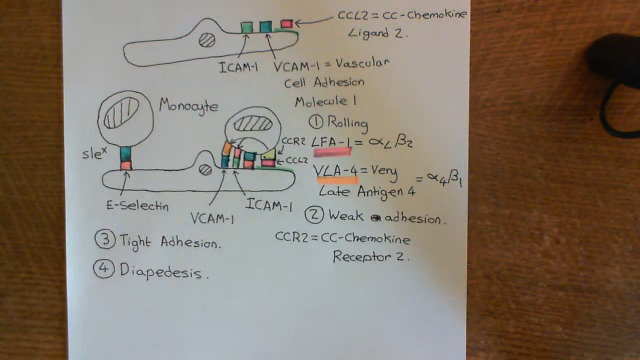 CCL2 = CC-Chemokine
Ligand 2.
ICAM-1
VCAM-1 = Vascular
Cell Adhesion
Molecule 1
Monocyte
① Rolling
sleˣ
CCR2
CCL2
LFA-1 = αLβ2
VLA-4 = Very
Late Antigen 4
= α4β1
E-Selectin
VCAM-1
ICAM-1
② Weak adhesion.
③ Tight Adhesion.
CCR2 = CC-Chemokine
Receptor 2.
④ Diapedesis.